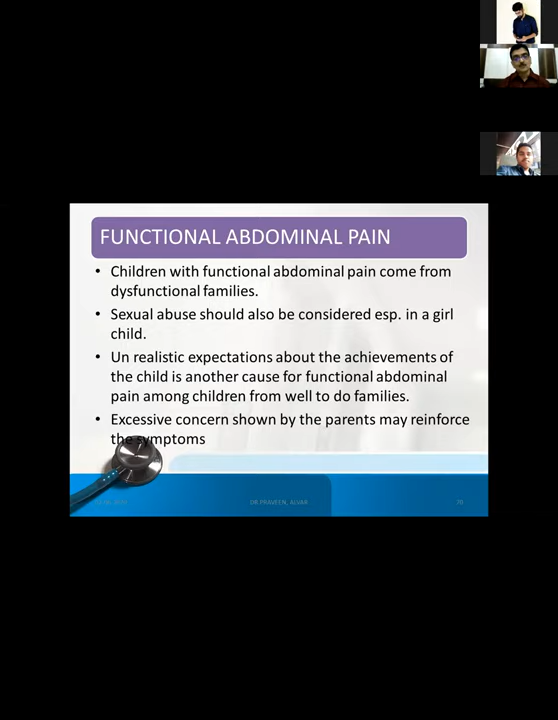 FUNCTIONAL ABDOMINAL PAIN
• Children with functional abdominal pain come from
dysfunctional families.
• Sexual abuse should also be considered esp. in a girl
child.
• Un realistic expectations about the achievements of
the child is another cause for functional abdominal
pain among children from well to do families.
• Excessive concern shown by the parents may reinforce
the symptoms
DR.PRAVEEN, ALVAR
70